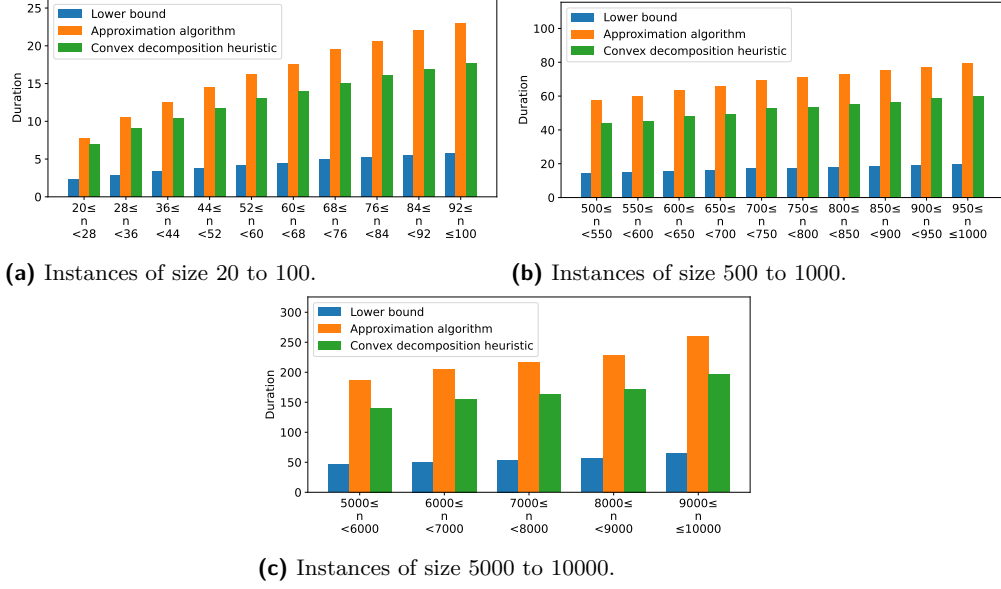 25
20
15
10
5
0
Duration
Lower bound
Approximation algorithm
Convex decomposition heuristic
20≤ 28≤ 36≤ 44≤ 52≤ 60≤ 68≤ 76≤ 84≤ 92≤
n n n n n n n n n n
<28 <36 <44 <52 <60 <68 <76 <84 <92 ≤100
(a) Instances of size 20 to 100.
100
80
60
40
20
0
Duration
Lower bound
Approximation algorithm
Convex decomposition heuristic
500≤ 550≤ 600≤ 650≤ 700≤ 750≤ 800≤ 850≤ 900≤ 950≤
n n n n n n n n n n
<550 <600 <650 <700 <750 <800 <850 <900 <950 ≤1000
(b) Instances of size 500 to 1000.
300
250
200
150
100
50
0
Duration
Lower bound
Approximation algorithm
Convex decomposition heuristic
5000≤ 6000≤ 7000≤ 8000≤ 9000≤
n n n n n
<6000 <7000 <8000 <9000 ≤10000
(c) Instances of size 5000 to 10000.